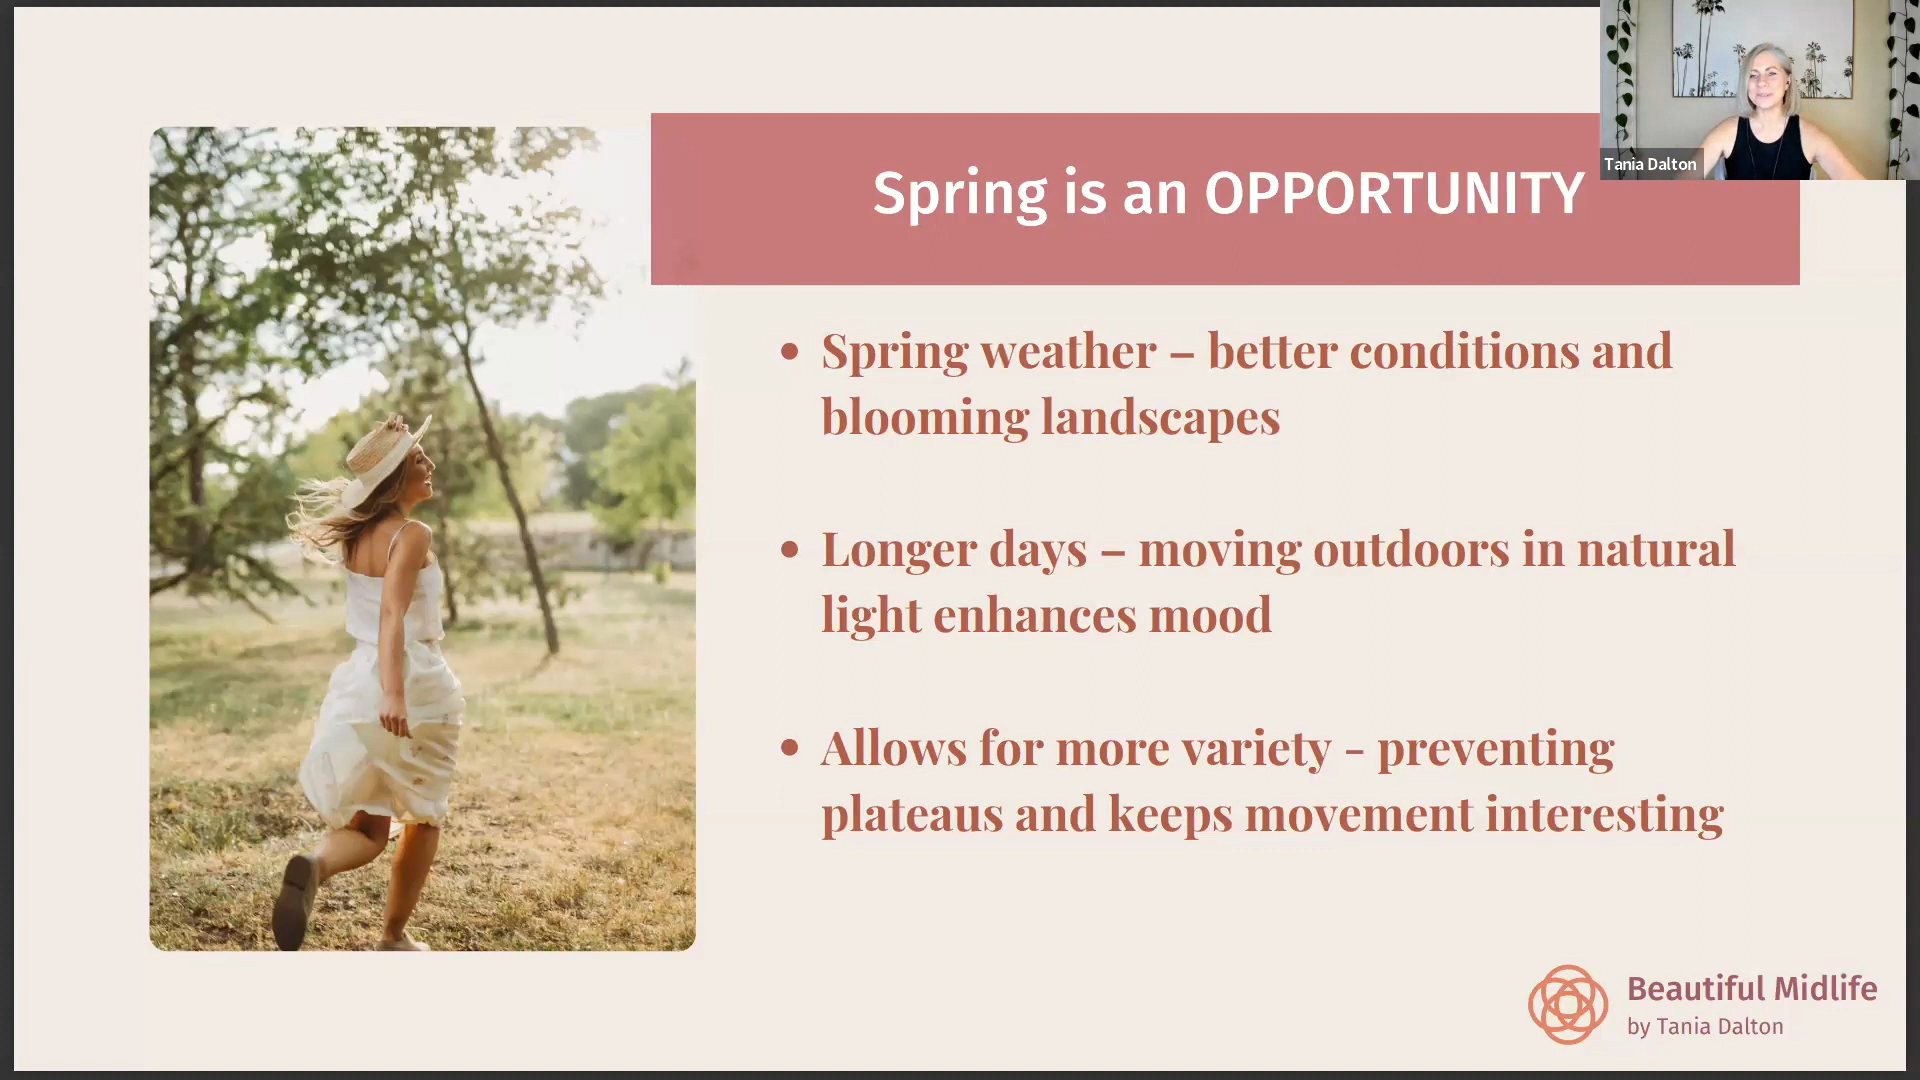 Tania Dalton
Spring is an OPPORTUNITY
• Spring weather – better conditions and
blooming landscapes
• Longer days – moving outdoors in natural
light enhances mood
• Allows for more variety - preventing
plateaus and keeps movement interesting
Beautiful Midlife
by Tania Dalton